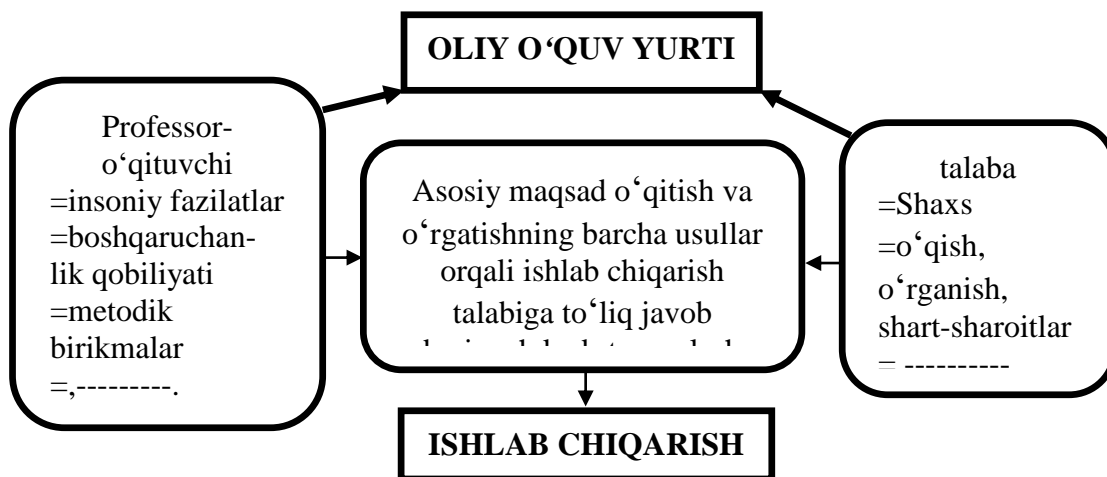 OLIY O‘QUV YURTI
Professor-
o‘qituvchi
=insoniy fazilatlar
=boshqaruchan-
lik qobiliyati
=metodik
birikmalar
=,---------.
Asosiy maqsad o‘qitish va
o‘rgatishning barcha usullar
orqali ishlab chiqarish
talabiga to‘liq javob
talaba
=Shaxs
=o‘qish,
o‘rganish,
shart-sharoitlar
= ----------
ISHLAB CHIQARISH